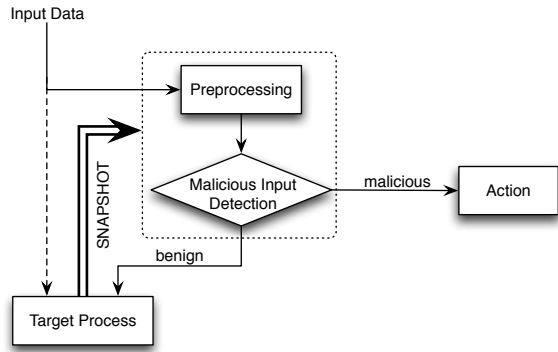 Input Data
Preprocessing
Malicious Input
Detection
malicious
Action
SNAPSHOT
benign
Target Process